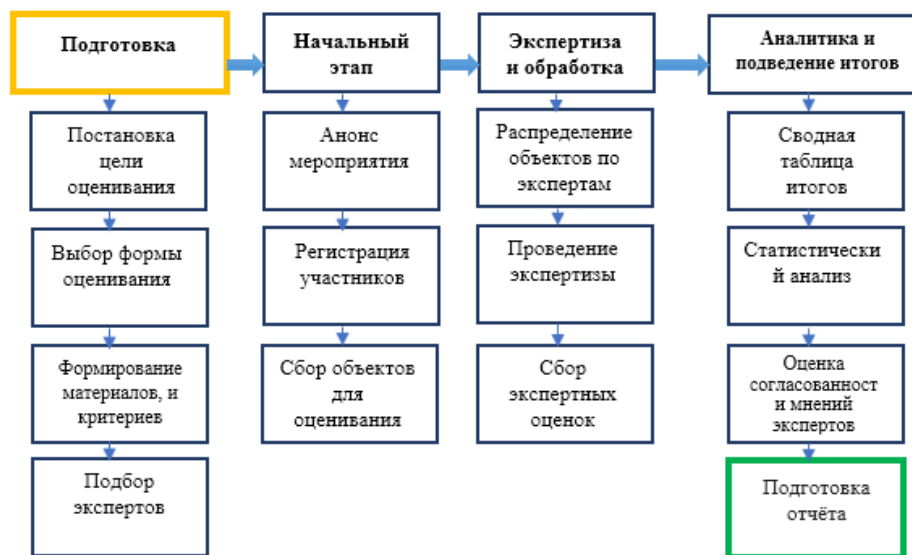 Подготовка
Начальный
этап
Экспертиза
и обработка
Аналитика и
подведение итогов
Постановка
цели
оценивания
Выбор формы
оценивания
Формирование
материалов, и
критериев
Подбор
экспертов
Анонс
мероприятия
Регистрация
участников
Сбор объектов
для
оценивания
Распределение
объектов по
экспертам
Проведение
экспертизы
Сбор
экспертных
оценок
Сводная
таблица
итогов
Статистически
й анализ
Оценка
согласованност
и мнений
экспертов
Подготовка
отчёта